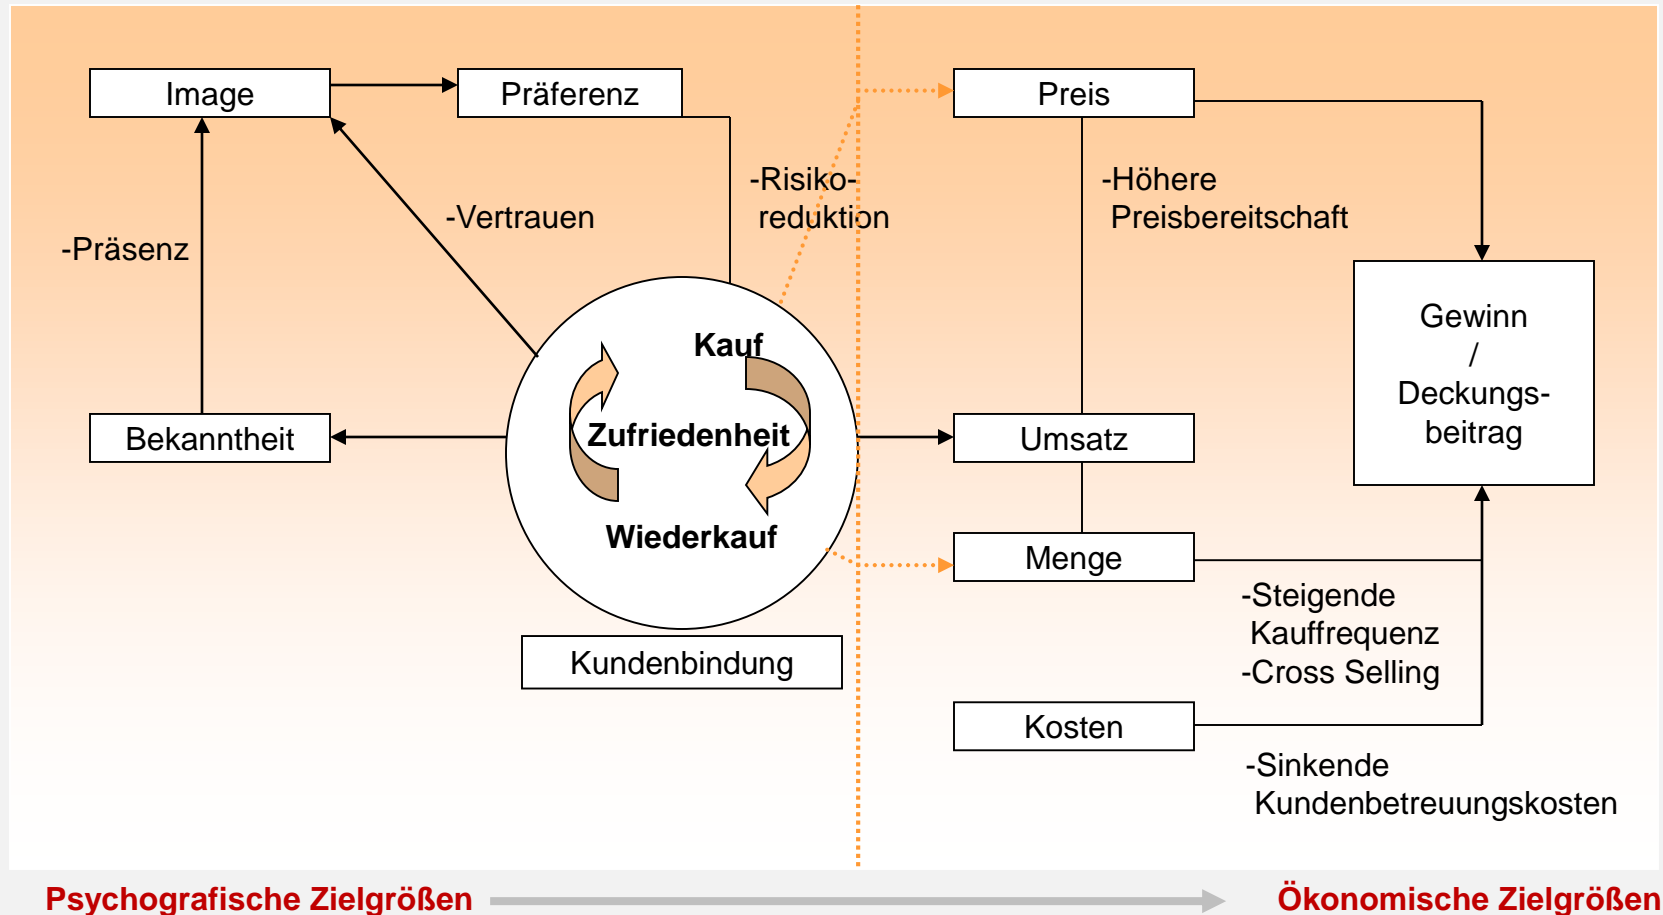 Image
Präferenz
Preis
-Risiko-
reduktion
-Höhere
Preisbereitschaft
-Vertrauen
-Präsenz
Gewinn
/
Deckungs-
beitrag
Kauf
Bekanntheit
Zufriedenheit
Umsatz
Wiederkauf
Menge
-Steigende
Kauffrequenz
-Cross Selling
Kundenbindung
Kosten
-Sinkende
Kundenbetreuungskosten
Psychografische Zielgrößen
Ökonomische Zielgrößen